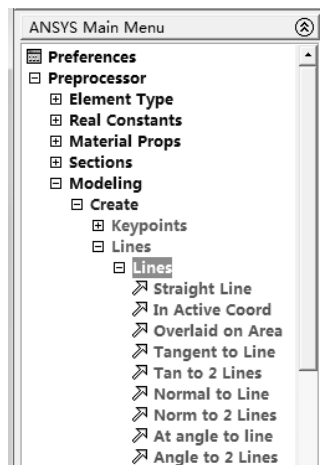 ANSYS Main Menu
Preferences
Preprocessor
Element Type
Real Constants
Material Props
Sections
Modeling
Create
Keypoints
Lines
Lines
Straight Line
In Active Coord
Overlaid on Area
Tangent to Line
Tan to 2 Lines
Normal to Line
Norm to 2 Lines
At angle to line
Angle to 2 Lines